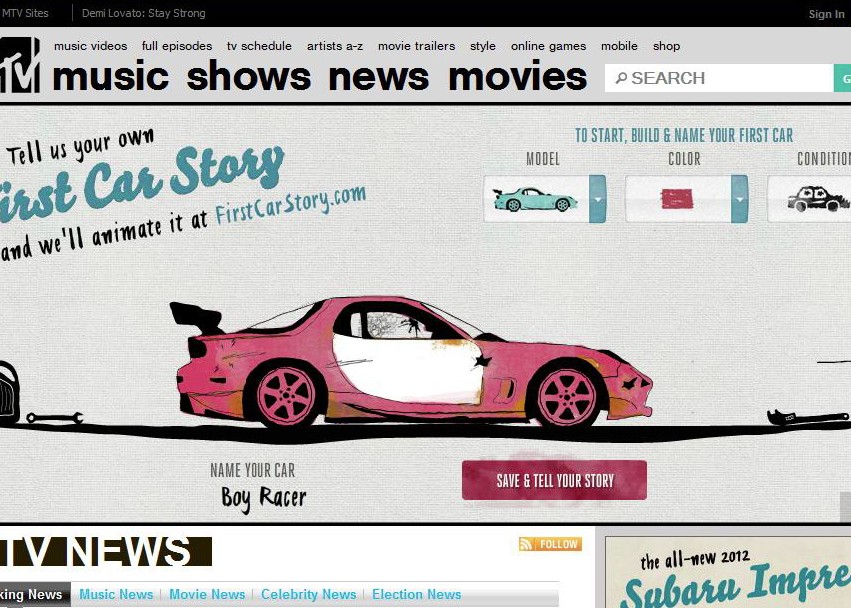 MTV Sites
Demi Lovato: Stay Strong
Sign In
music videos full episodes tv schedule artists a-z movie trailers style online games mobile shop
TV
music shows news movies
SEARCH
G
Tell us your own
irst Car Story
and we'll animate it at FirstCarStory.com
TO START, BUILD & NAME YOUR FIRST CAR
MODEL COLOR CONDITION
NAME YOUR CAR
Boy Racer
SAVE & TELL YOUR STORY
TV NEWS
FOLLOW
king News Music News Movie News Celebrity News Election News
the all-new 2012
Subaru Impre